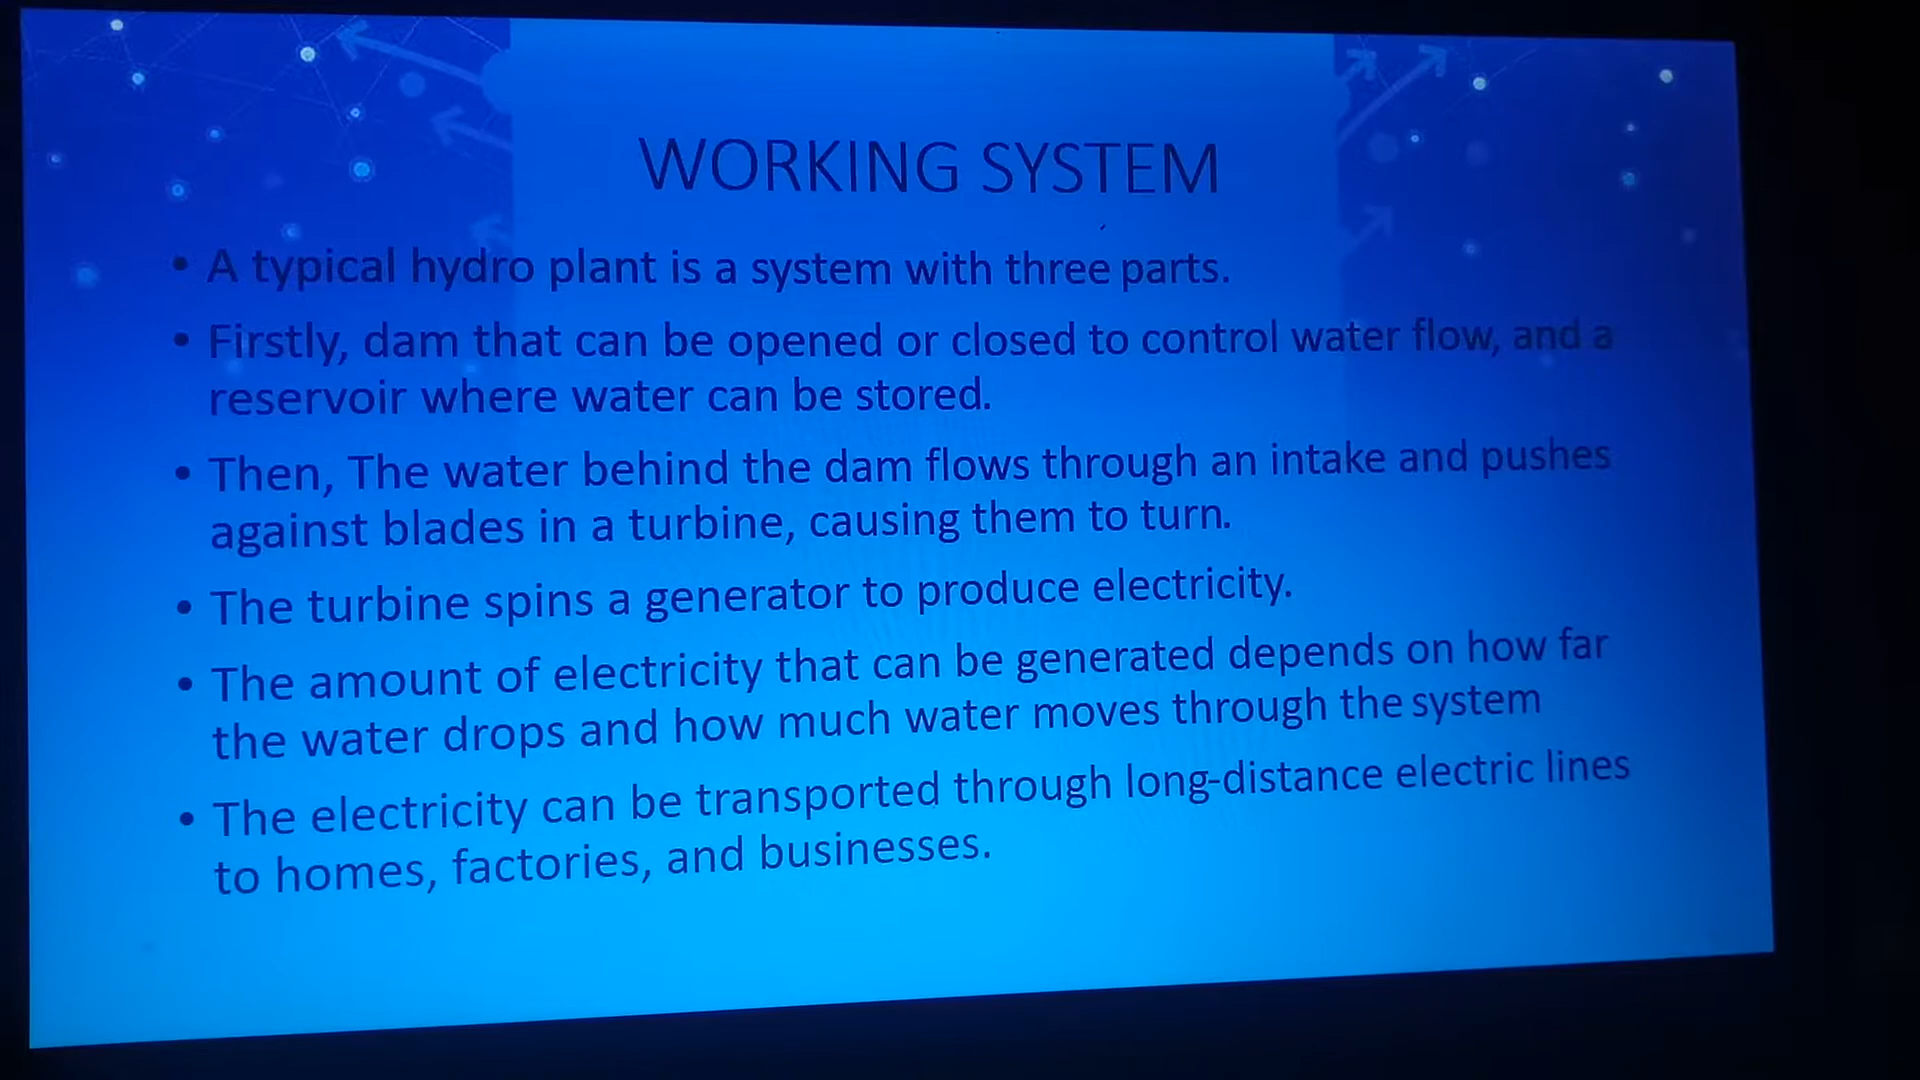 WORKING SYSTEM
• A typical hydro plant is a system with three parts.
• Firstly, dam that can be opened or closed to control water flow, and a
reservoir where water can be stored.
• Then, The water behind the dam flows through an intake and pushes
against blades in a turbine, causing them to turn.
• The turbine spins a generator to produce electricity.
• The amount of electricity that can be generated depends on how far
the water drops and how much water moves through the system
• The electricity can be transported through long-distance electric lines
to homes, factories, and businesses.